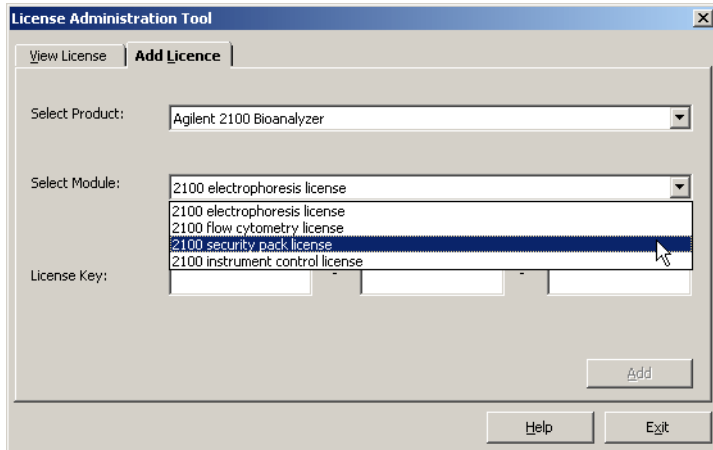 License Administration Tool
View License
Add Licence
Select Product:
Agilent 2100 Bioanalyzer
Select Module:
2100 electrophoresis license
2100 electrophoresis license
2100 flow cytometry license
2100 security pack license
2100 instrument control license
License Key:
- -
Add
Help
Exit